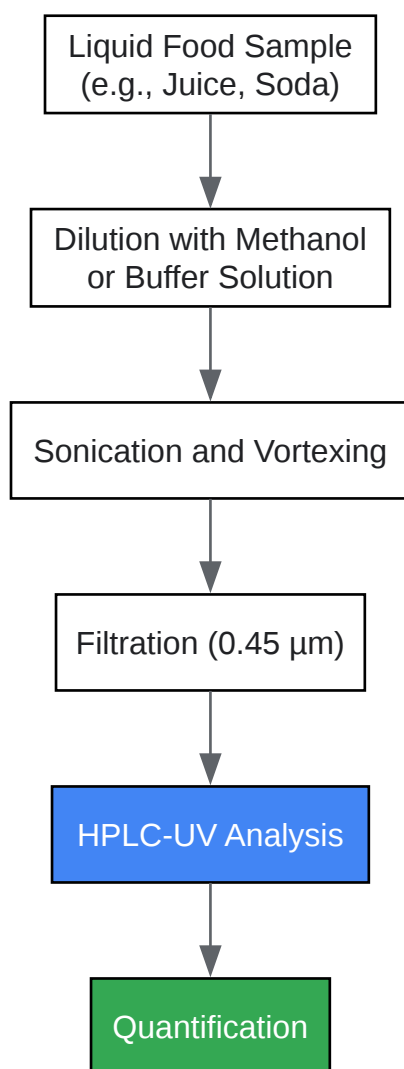 Liquid Food Sample
(e.g., Juice, Soda)
Dilution with Methanol
or Buffer Solution
Sonication and Vortexing
Filtration (0.45 µm)
HPLC-UV Analysis
Quantification